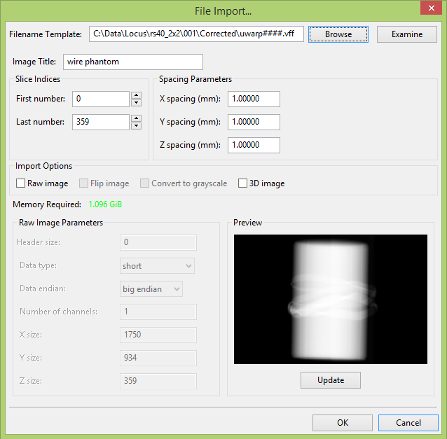 File Import...
Filename Template: C:\Data\Locus\rs40_2x2\001\Corrected\uwarp####.vff Browse Examine
Image Title: wire phantom
Slice Indices Spacing Parameters
First number: 0 X spacing (mm): 1.00000
Last number: 359 Y spacing (mm): 1.00000
Z spacing (mm): 1.00000
Import Options
Raw image Flip image Convert to grayscale 3D image
Memory Required: 1.096 GiB
Raw Image Parameters Preview
Header size: 0
Data type: short
Data endian: big endian
Number of channels: 1
X size: 1750
Y size: 934
Z size: 359
Update
OK Cancel